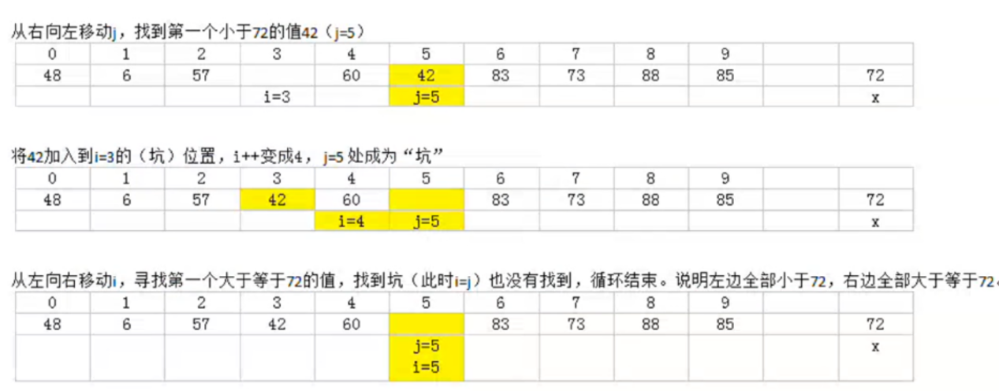 从右向左移动j，找到第一个小于72的值42（j=5）
0 1 2 3 4 5 6 7 8 9
48 6 57 60 42 83 73 88 85 72
i=3 j=5 x
将42加入到i=3的（坑）位置，i++变成4， j=5 处成为“坑”
0 1 2 3 4 5 6 7 8 9
48 6 57 42 60 83 73 88 85 72
i=4 j=5 x
从左向右移动i，寻找第一个大于等于72的值，找到坑（此时i=j）也没有找到，循环结束。说明左边全部小于72，右边全部大于等于72。
0 1 2 3 4 5 6 7 8 9
48 6 57 42 60 83 73 88 85 72
j=5 x
i=5